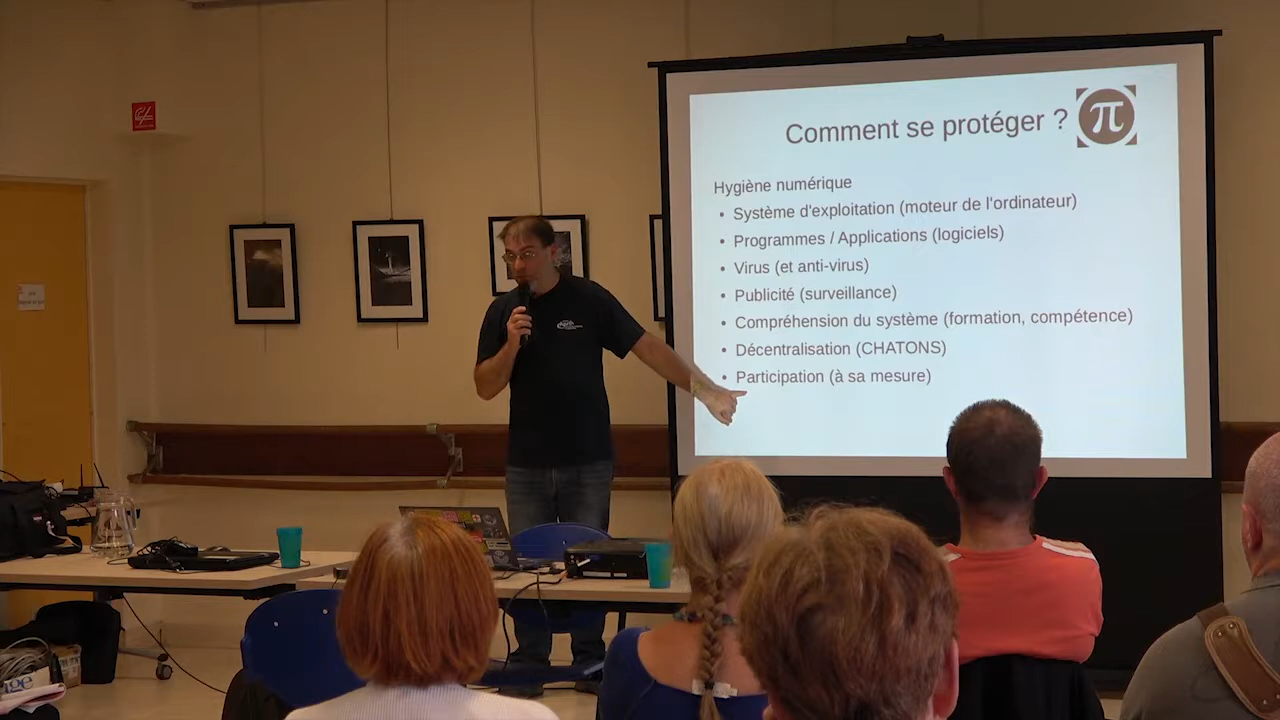 Comment se protéger ?
π
Hygiène numérique
• Système d'exploitation (moteur de l'ordinateur)
• Programmes / Applications (logiciels)
• Virus (et anti-virus)
• Publicité (surveillance)
• Compréhension du système (formation, compétence)
• Décentralisation (CHATONS)
• Participation (à sa mesure)